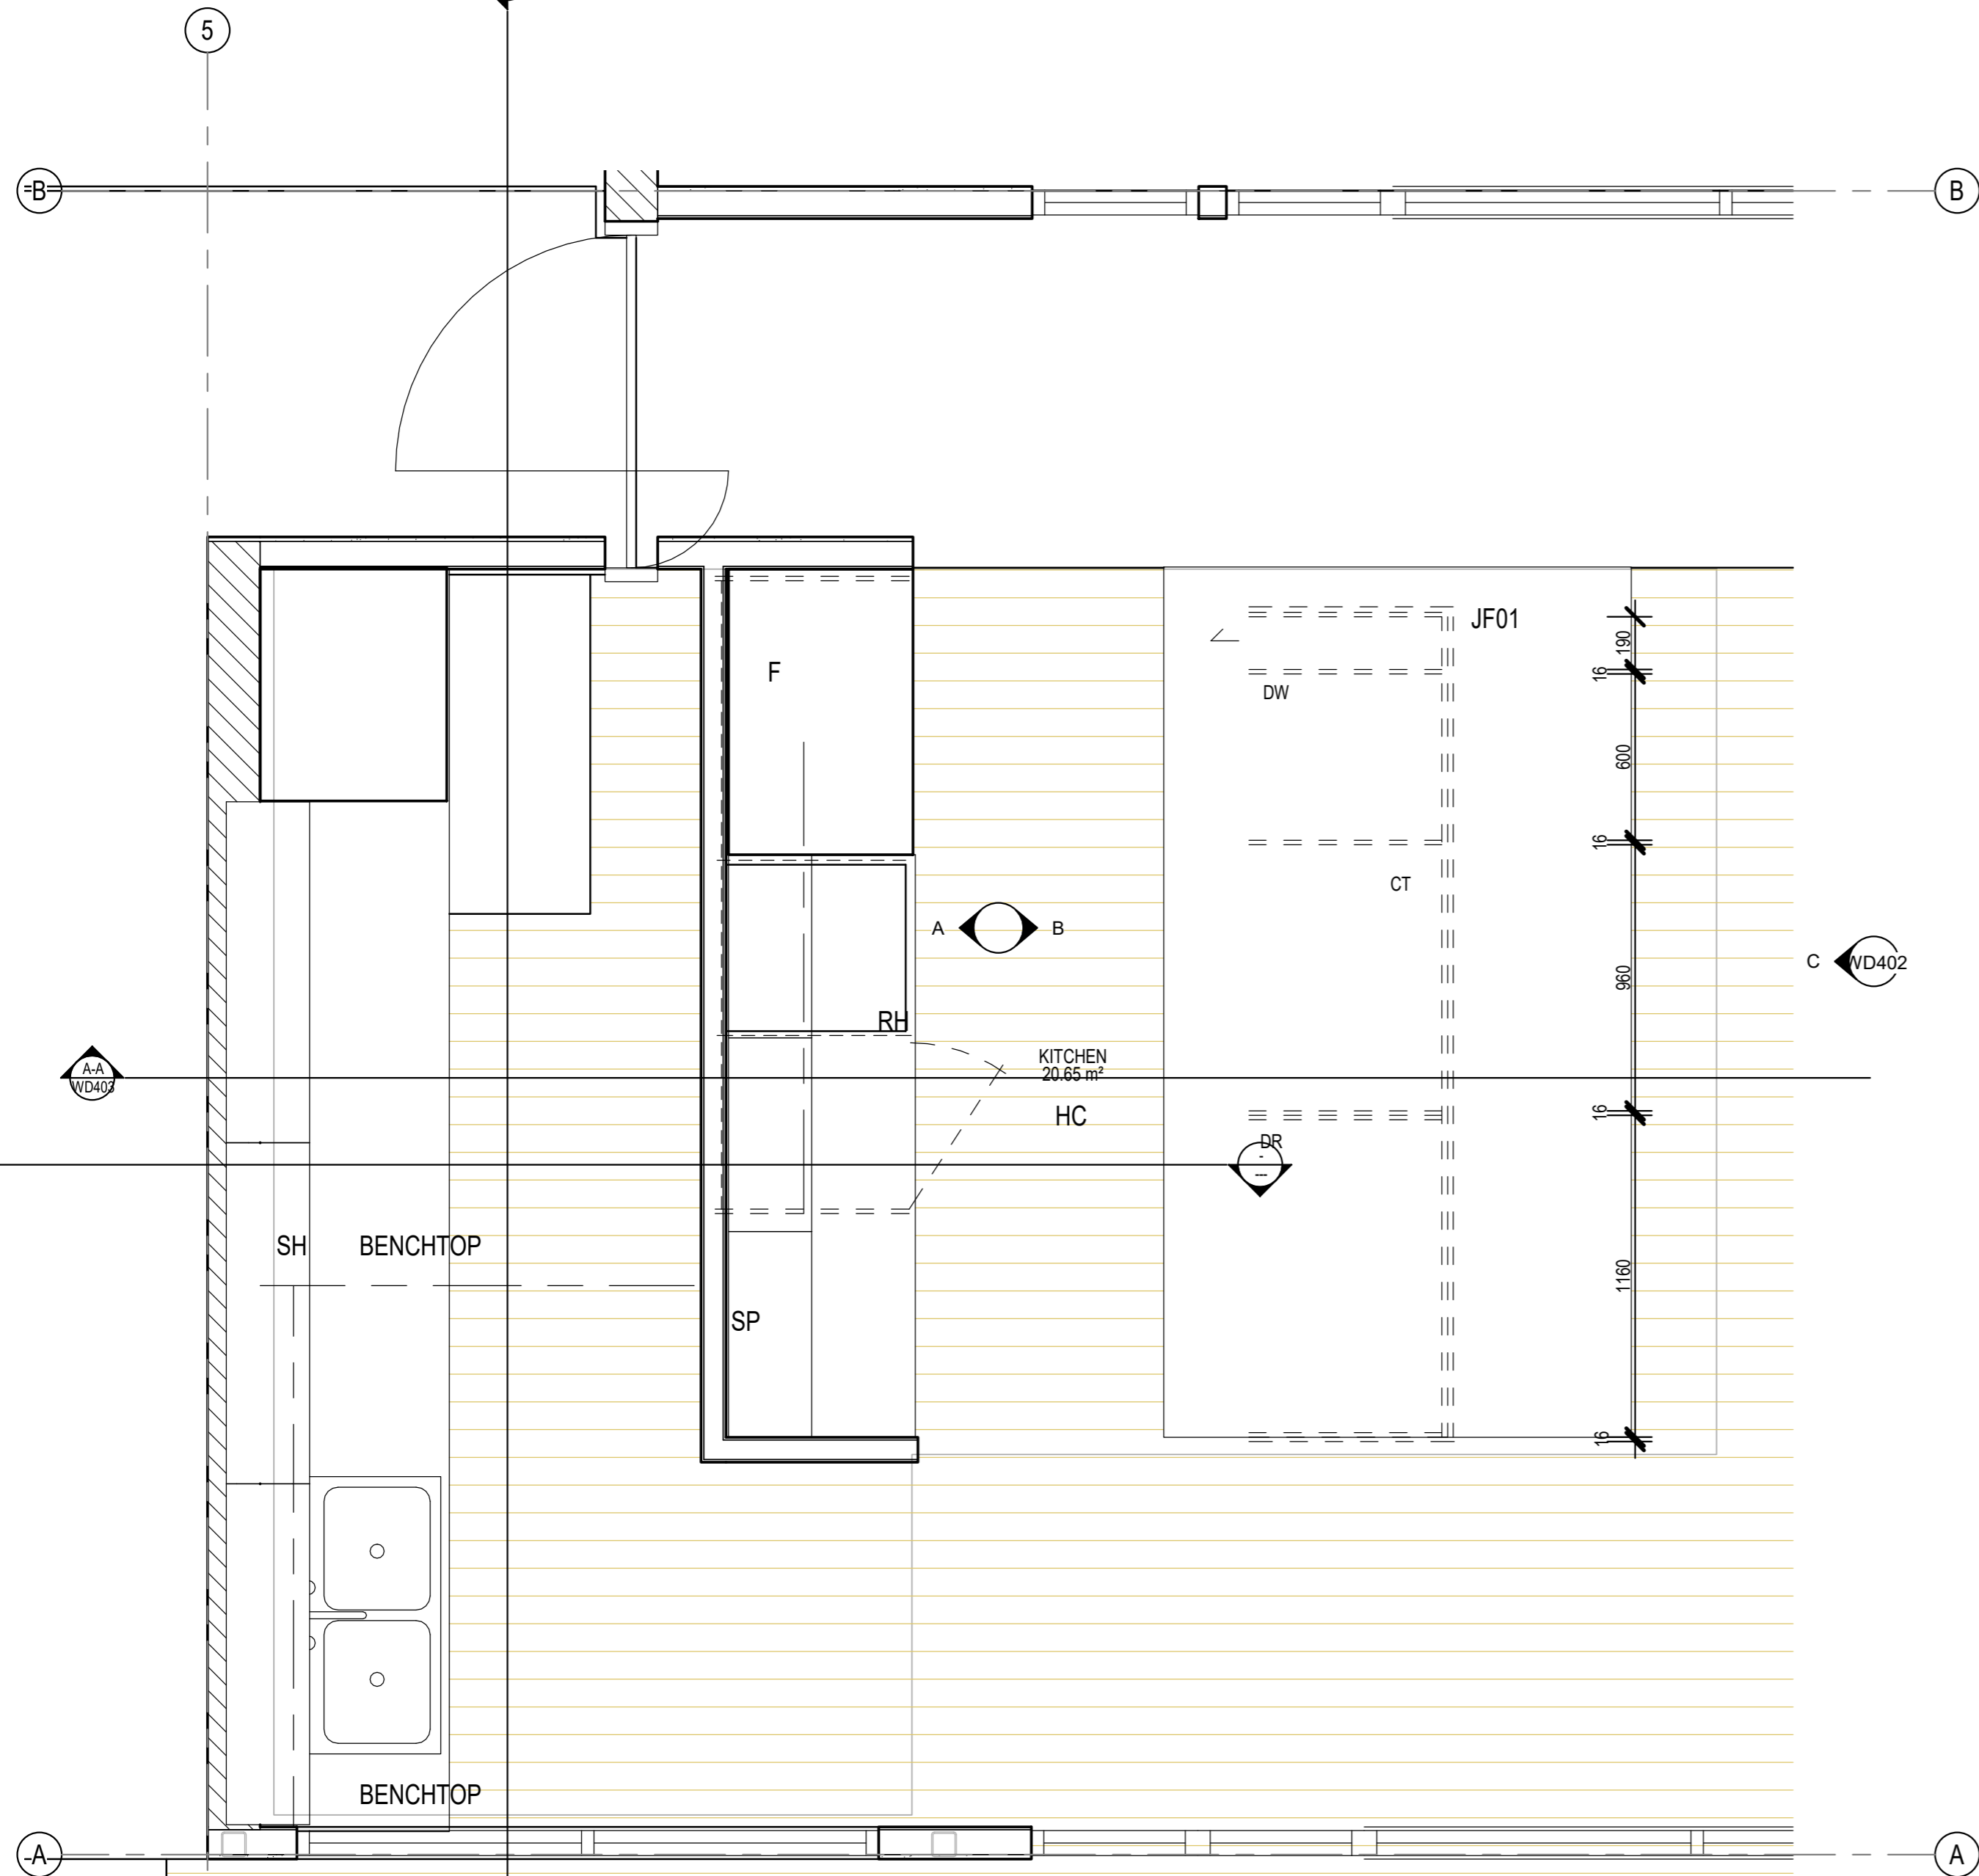 5
B
B
JF01
190
16
F
DW
600
16
CT
A
B
C
WD402
960
RH
KITCHEN
20.65 m²
A-A
WD403
HC
16
DR
-
---
SH
BENCHTOP
1160
SP
16
BENCHTOP
A
A